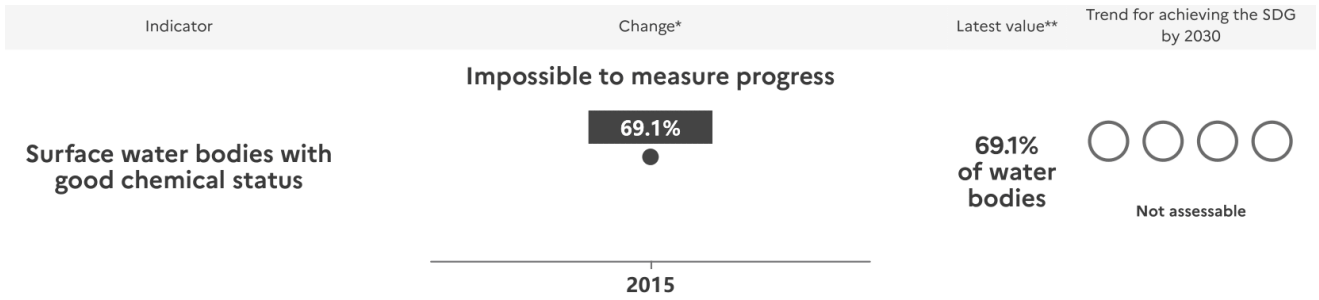 Indicator
Change*
Latest value**
Trend for achieving the SDG
by 2030
Impossible to measure progress
69.1%
Surface water bodies with
good chemical status
69.1%
of water
bodies
Not assessable
2015